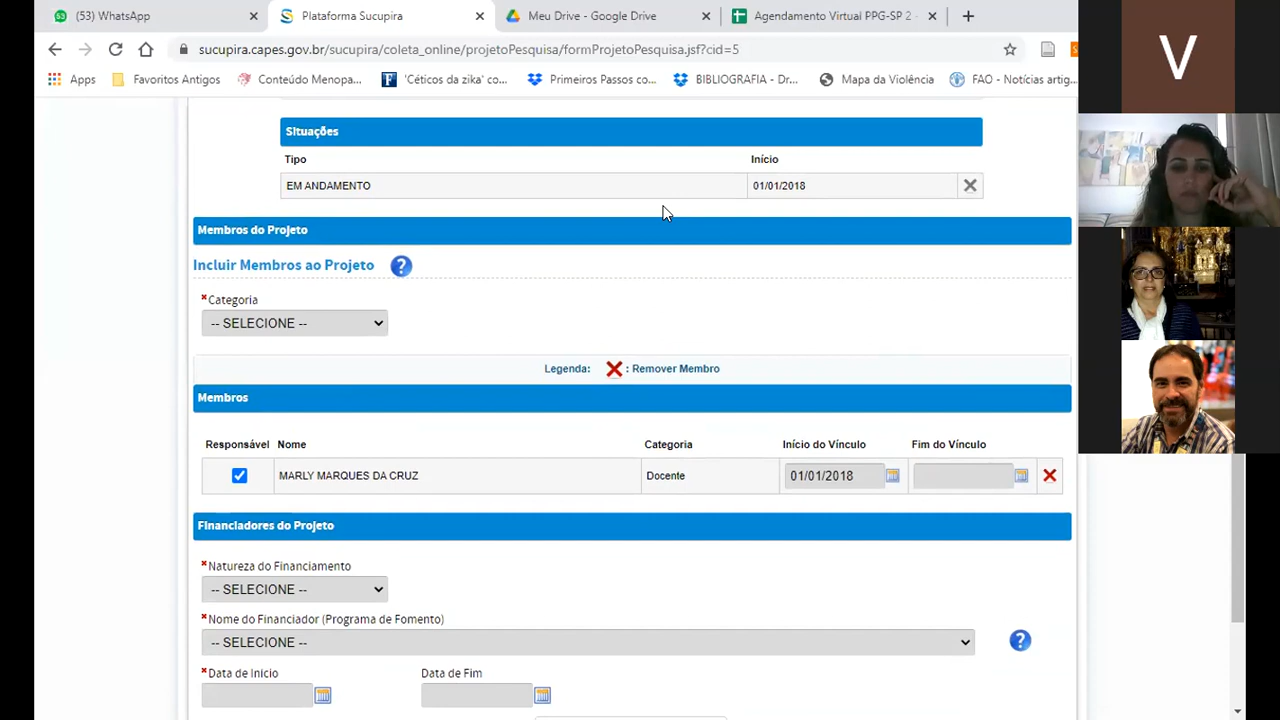 (53) WhatsApp
Plataforma Sucupira
Meu Drive - Google Drive
Agendamento Virtual PPG-SP 2 -
sucupira.capes.gov.br/sucupira/coleta_online/projetoPesquisa/formProjetoPesquisa.jsf?cid=5
Apps
Favoritos Antigos
Conteúdo Menopa...
'Céticos da zika' co...
Primeiros Passos co...
BIBLIOGRAFIA - Dr...
Mapa da Violência
FAO - Notícias artig...
V
Situações
Tipo Início
EM ANDAMENTO 01/01/2018
Membros do Projeto
Incluir Membros ao Projeto
*Categoria
-- SELECIONE --
Legenda: : Remover Membro
Membros
Responsável Nome Categoria Início do Vínculo Fim do Vínculo
MARLY MARQUES DA CRUZ Docente 01/01/2018
Financiadores do Projeto
*Natureza do Financiamento
-- SELECIONE --
*Nome do Financiador (Programa de Fomento)
-- SELECIONE --
*Data de Início Data de Fim